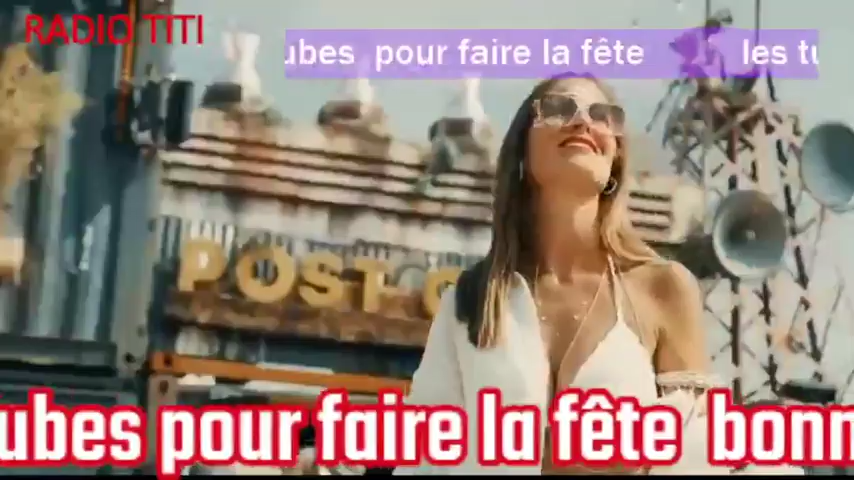 RADIO TITI
ubes pour faire la fête les tu
POST O
ubes pour faire la fête bonn